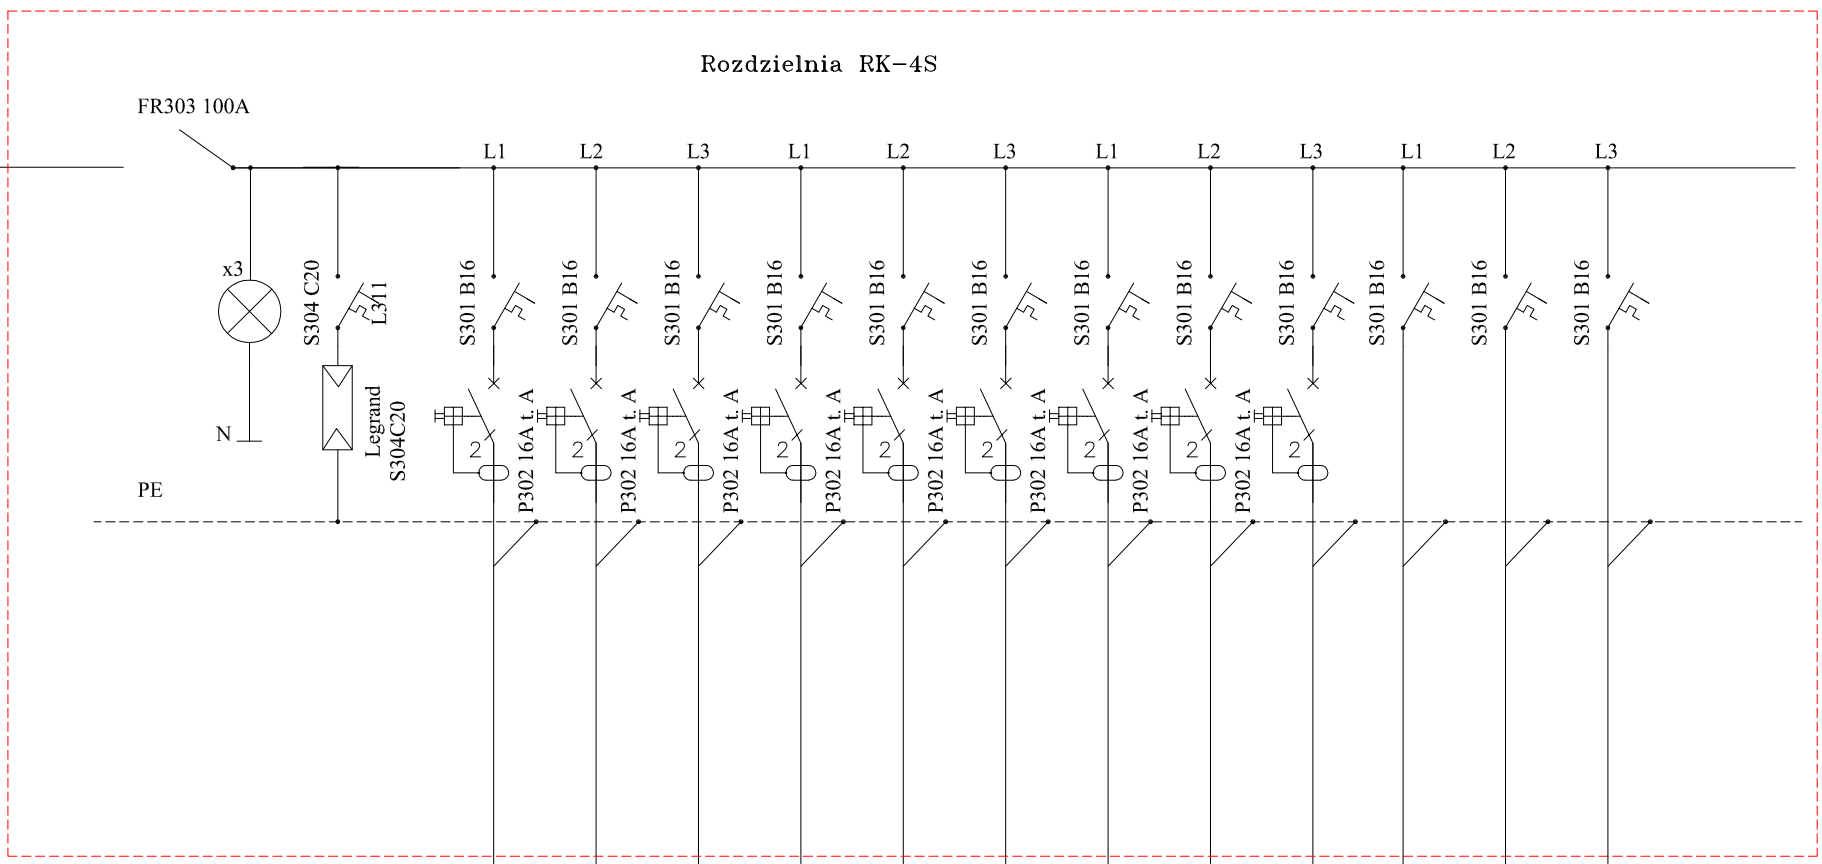 Rozdzielnia RK-4S
FR303 100A
L1
L2
L3
L1
L2
L3
L1
L2
L3
L1
L2
L3
x3
S304 C20
L311
S301 B16
S301 B16
S301 B16
S301 B16
S301 B16
S301 B16
S301 B16
S301 B16
S301 B16
S301 B16
S301 B16
S301 B16
N
Legrand
S304C20
2
P302 16A t. A
2
P302 16A t. A
2
P302 16A t. A
2
P302 16A t. A
2
P302 16A t. A
2
P302 16A t. A
2
P302 16A t. A
2
P302 16A t. A
2
PE